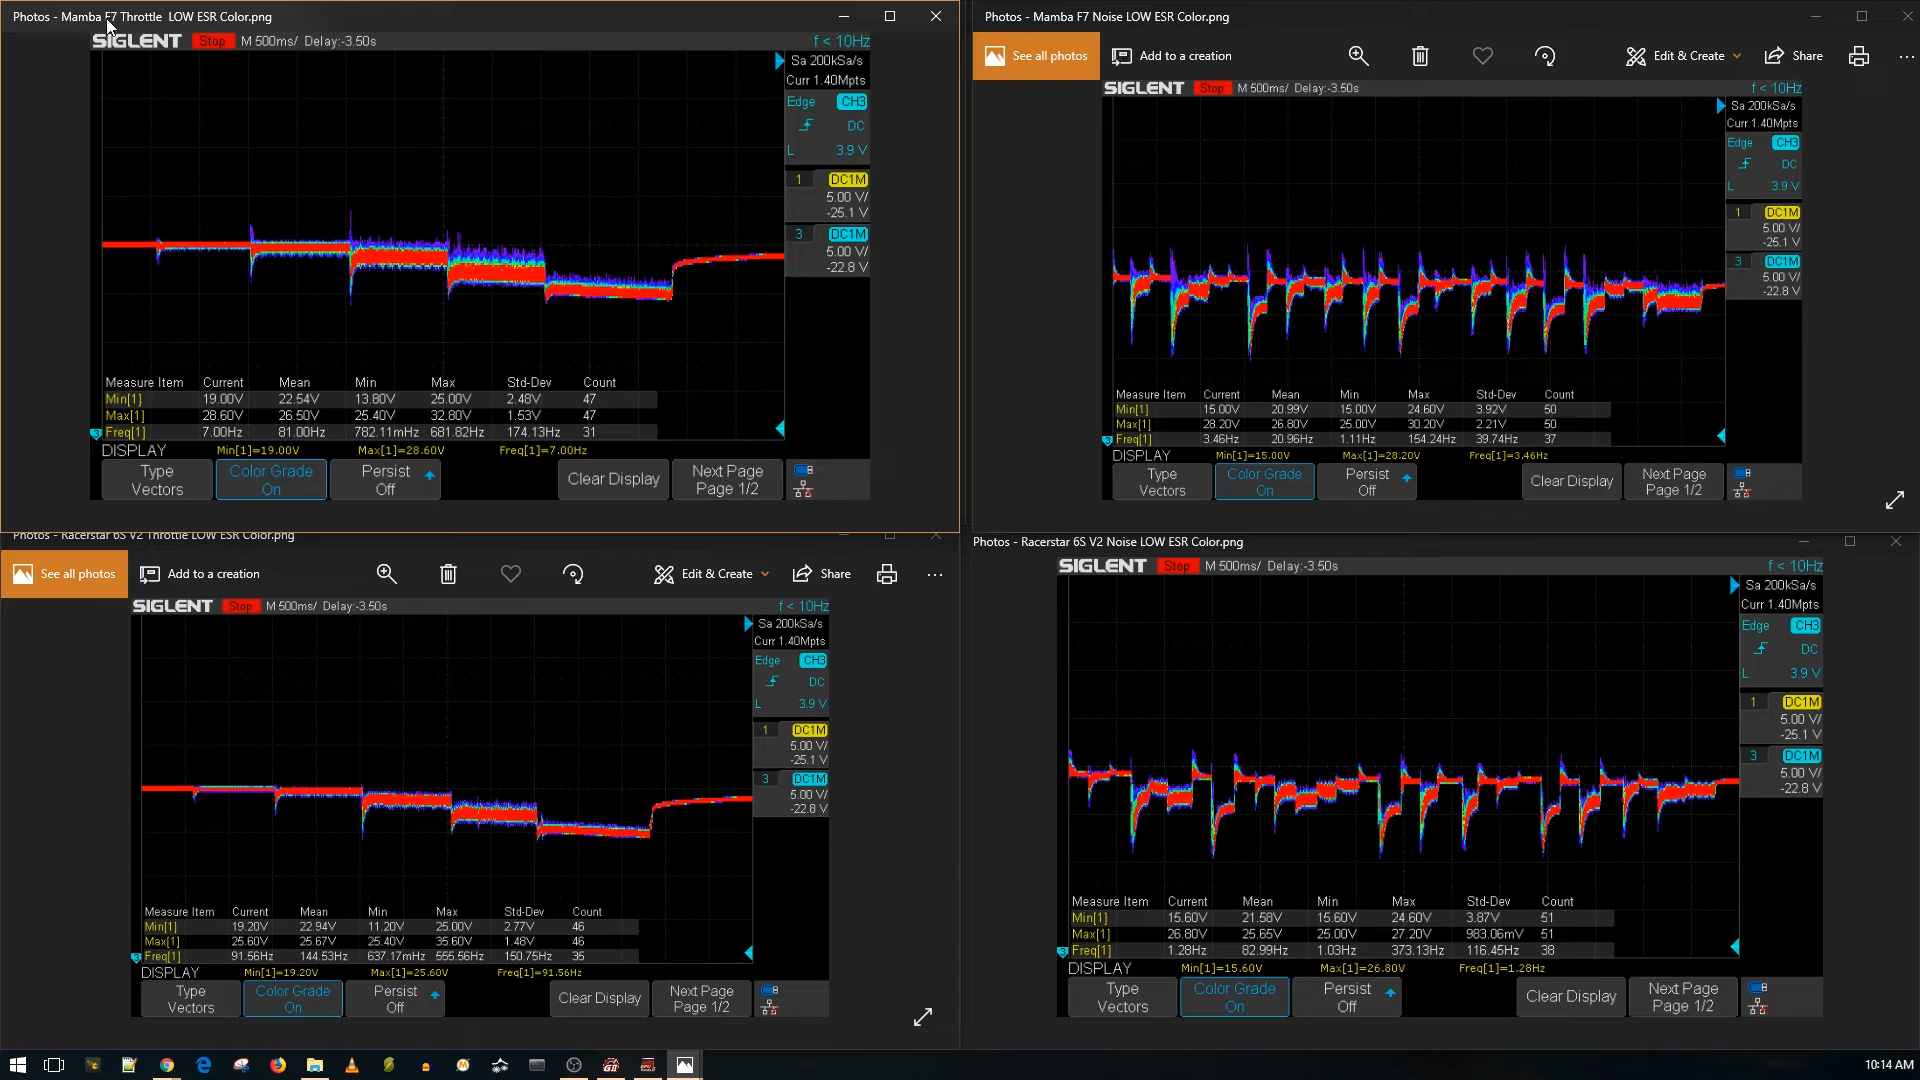 Photos - Mamba F7 Throttle  LOW ESR Color.png
SIGLENT Stop M 500ms/ Delay:-3.50s f < 10Hz
Sa 200kSa/s
Curr 1.40Mpts
Edge CH3
DC
L 3.9 V
1 DC1M
5.00 V/
-25.1 V
3 DC1M
5.00 V/
-22.8 V
Measure Item Current Mean Min Max Std-Dev Count
Min[1] 19.00V 22.54V 13.80V 25.00V 2.48V 47
Max[1] 28.60V 26.50V 25.40V 32.80V 1.53V 47
Freq[1] 7.00Hz 81.00Hz 782.11mHz 681.82Hz 174.13Hz 31
3
DISPLAY Min[1]=19.00V Max[1]=28.60V Freq[1]=7.00Hz
Type Vectors
Color Grade On
Persist Off
Clear Display
Next Page Page 1/2
Photos - Mamba F7 Noise LOW ESR Color.png
See all photos Add to a creation Edit & Create Share
SIGLENT Stop M 500ms/ Delay:-3.50s f < 10Hz
Sa 200kSa/s
Curr 1.40Mpts
Edge CH3
DC
L 3.9 V
1 DC1M
5.00 V/
-25.1 V
3 DC1M
5.00 V/
-22.8 V
Measure Item Current Mean Min Max Std-Dev Count
Min[1] 15.00V 20.99V 15.00V 24.60V 3.92V 50
Max[1] 28.20V 26.80V 25.00V 30.20V 2.21V 50
Freq[1] 3.46Hz 20.96Hz 1.11Hz 154.24Hz 39.74Hz 37
3
DISPLAY Min[1]=15.00V Max[1]=28.20V Freq[1]=3.46Hz
Type Vectors
Color Grade On
Persist Off
Clear Display
Next Page Page 1/2
Photos - Racerstar 6S V2 Throttle LOW ESR Color.png
See all photos Add to a creation Edit & Create Share
SIGLENT Stop M 500ms/ Delay:-3.50s f < 10Hz
Sa 200kSa/s
Curr 1.40Mpts
Edge CH3
DC
L 3.9 V
1 DC1M
5.00 V/
-25.1 V
3 DC1M
5.00 V/
-22.8 V
Measure Item Current Mean Min Max Std-Dev Count
Min[1] 19.20V 22.94V 11.20V 25.00V 2.77V 46
Max[1] 25.60V 25.67V 25.40V 35.60V 1.48V 46
Freq[1] 91.56Hz 144.53Hz 637.17mHz 555.56Hz 150.75Hz 35
3
DISPLAY Min[1]=19.20V Max[1]=25.60V Freq[1]=91.56Hz
Type Vectors
Color Grade On
Persist Off
Clear Display
Next Page Page 1/2
Photos - Racerstar 6S V2 Noise LOW ESR Color.png
SIGLENT Stop M 500ms/ Delay:-3.50s f < 10Hz
Sa 200kSa/s
Curr 1.40Mpts
Edge CH3
DC
L 3.9 V
1 DC1M
5.00 V/
-25.1 V
3 DC1M
5.00 V/
-22.8 V
Measure Item Current Mean Min Max Std-Dev Count
Min[1] 15.60V 21.58V 15.60V 24.60V 3.87V 51
Max[1] 26.80V 25.65V 25.00V 27.20V 983.06mV 51
Freq[1] 1.28Hz 82.99Hz 1.03Hz 373.13Hz 116.45Hz 38
3
DISPLAY Min[1]=15.60V Max[1]=26.80V Freq[1]=1.28Hz
Type Vectors
Color Grade On
Persist Off
Clear Display
Next Page Page 1/2
10:14 AM